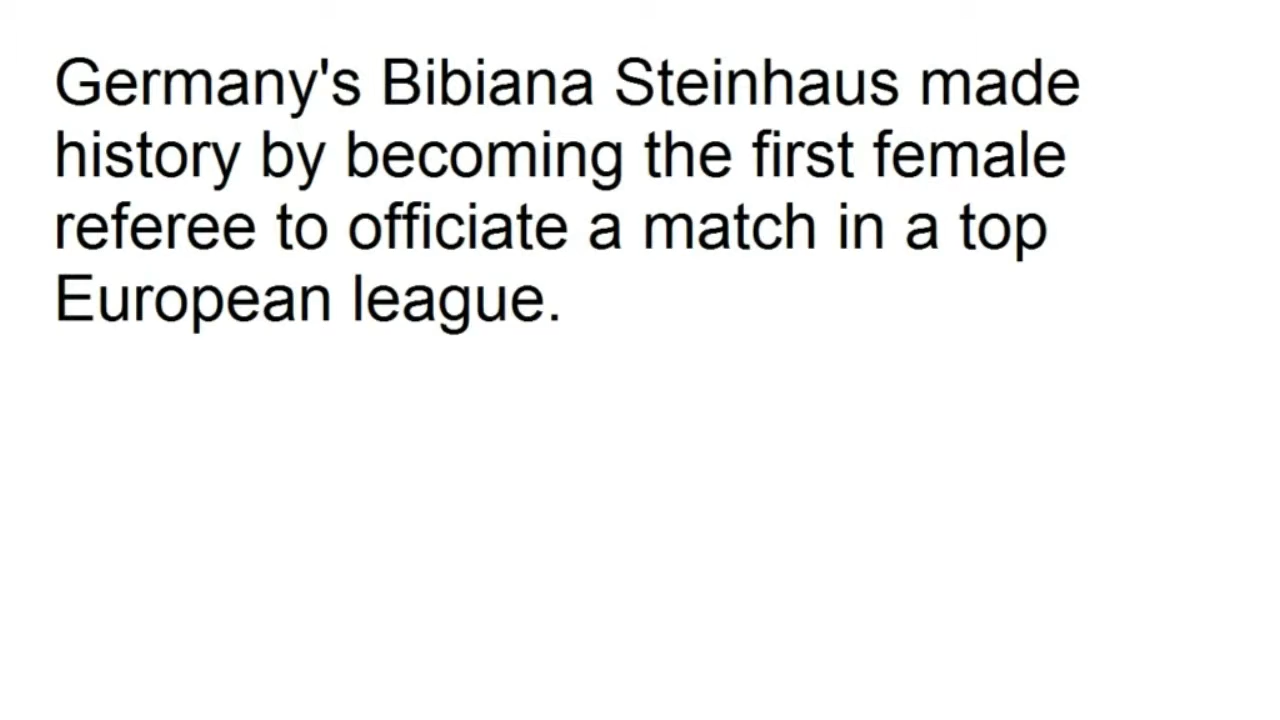 Germany's Bibiana Steinhaus made
history by becoming the first female
referee to officiate a match in a top
European league.